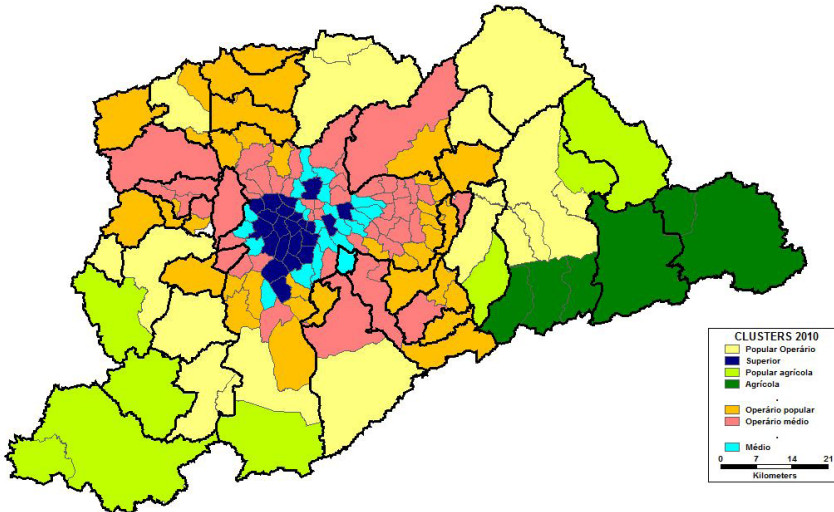 CLUSTERS 2010
Popular Operário
Superior
Popular agrícola
Agrícola
.
Operário popular
Operário médio
.
Médio
0 7 14 21
Kilometers